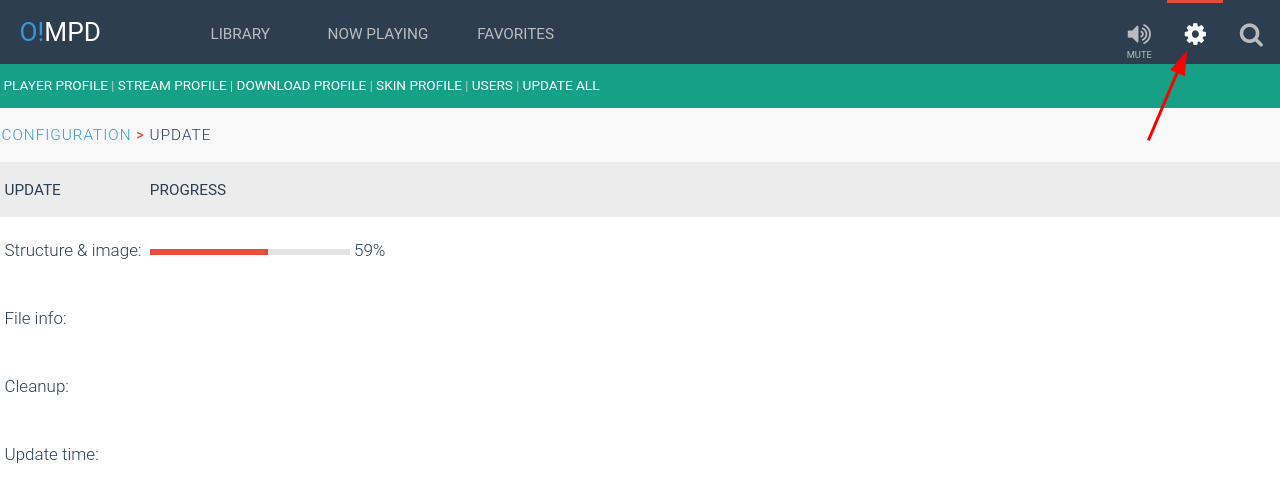 O!MPD LIBRARY NOW PLAYING FAVORITES
MUTE
PLAYER PROFILE | STREAM PROFILE | DOWNLOAD PROFILE | SKIN PROFILE | USERS | UPDATE ALL
CONFIGURATION > UPDATE
UPDATE PROGRESS
Structure & image: 59%
File info:
Cleanup:
Update time: